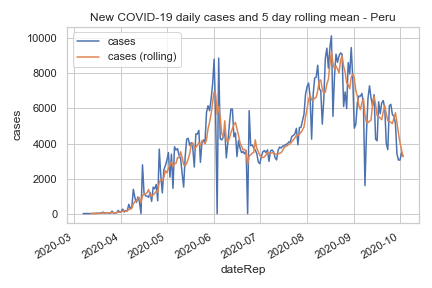 New COVID-19 daily cases and 5 day rolling mean - Peru
cases
cases (rolling)
10000
8000
6000
4000
2000
0
cases
2020-03
2020-04
2020-05
2020-06
2020-07
2020-08
2020-09
2020-10
dateRep